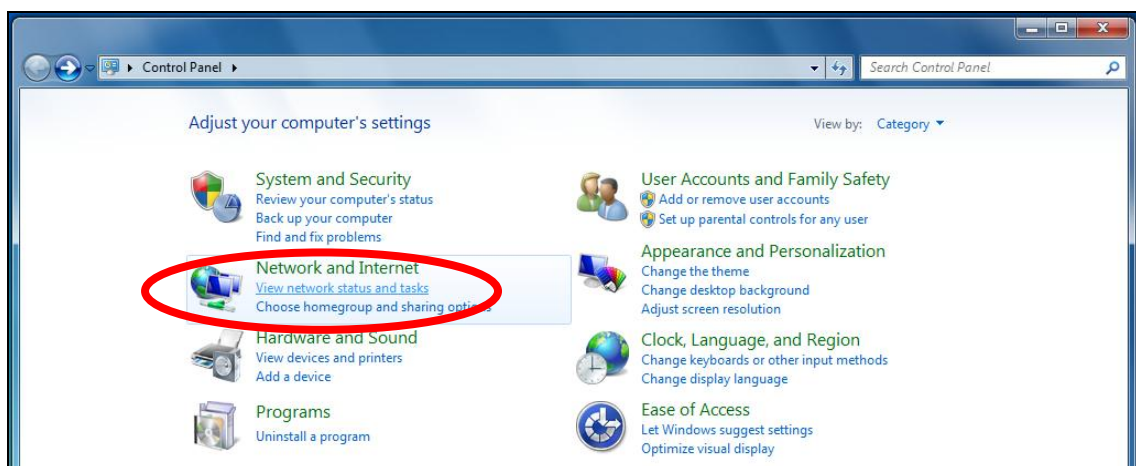 Control Panel
Search Control Panel
Adjust your computer's settings
View by: Category
System and Security
Review your computer's status
Back up your computer
Find and fix problems
Network and Internet
View network status and tasks
Choose homegroup and sharing options
Hardware and Sound
View devices and printers
Add a device
Programs
Uninstall a program
User Accounts and Family Safety
Add or remove user accounts
Set up parental controls for any user
Appearance and Personalization
Change the theme
Change desktop background
Adjust screen resolution
Clock, Language, and Region
Change keyboards or other input methods
Change display language
Ease of Access
Let Windows suggest settings
Optimize visual display